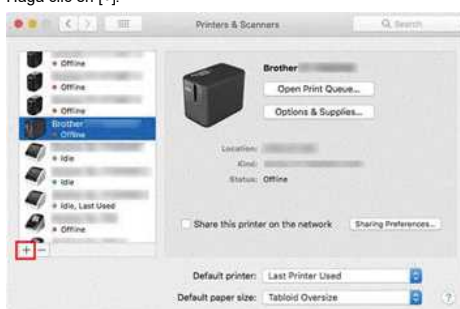 Haga clic en [+].
Printers & Scanners
Search
Offline
Offline
Offline
Brother
Offline
Idle
Idle
Idle, Last Used
Offline
+ −
Brother
Open Print Queue...
Options & Supplies...
Location:
Kind:
Status: Offline
Share this printer on the network
Sharing Preferences...
Default printer: Last Printer Used
Default paper size: Tabloid Oversize
?